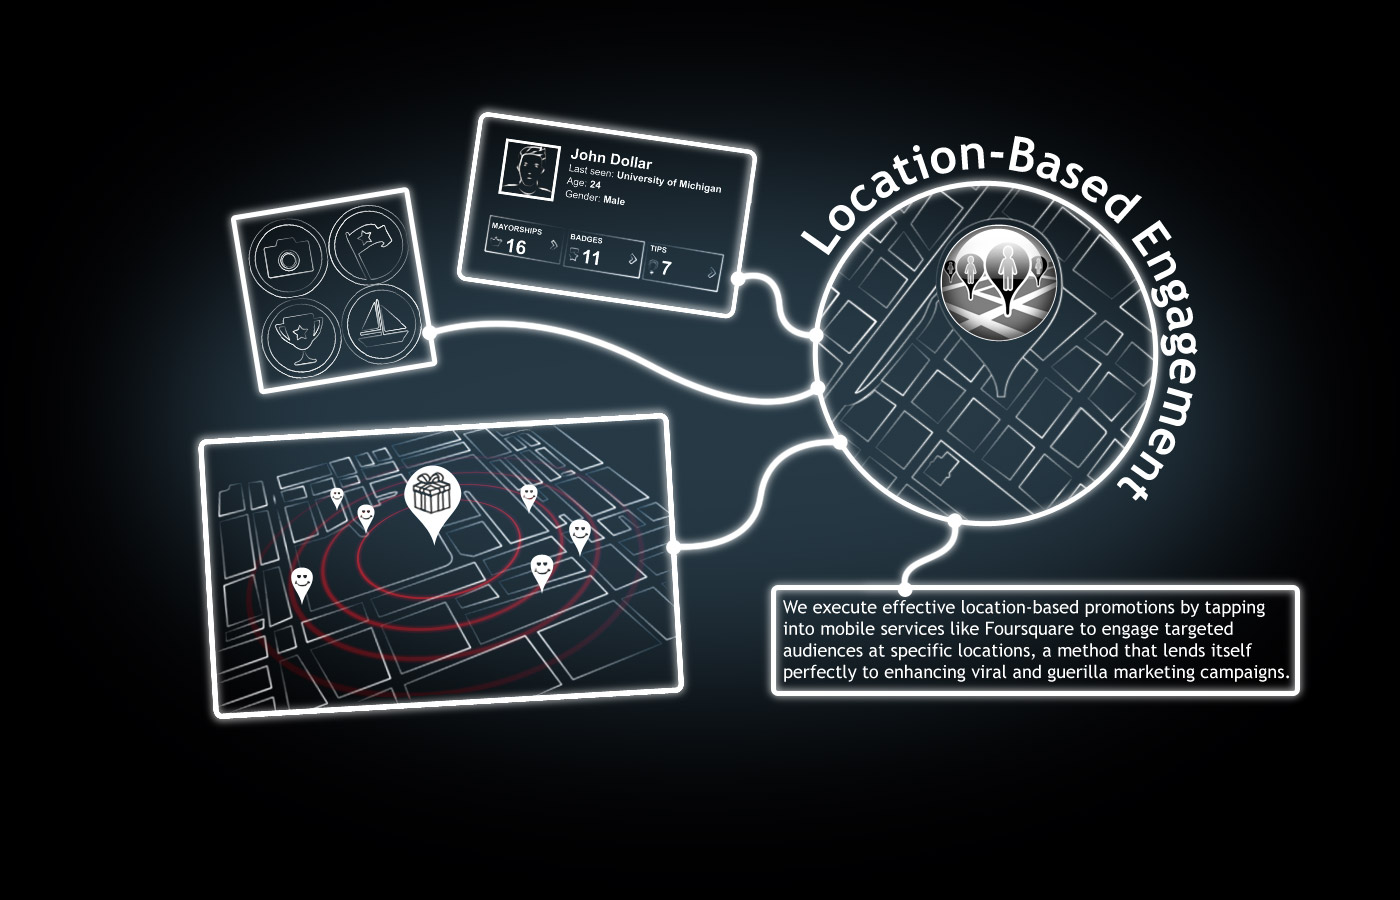 Location-Based Engagement
John Dollar
Last seen: University of Michigan
Age: 24
Gender: Male
MAYORSHIPS
16
BADGES
11
TIPS
7
We execute effective location-based promotions by tapping
into mobile services like Foursquare to engage targeted
audiences at specific locations, a method that lends itself
perfectly to enhancing viral and guerilla marketing campaigns.